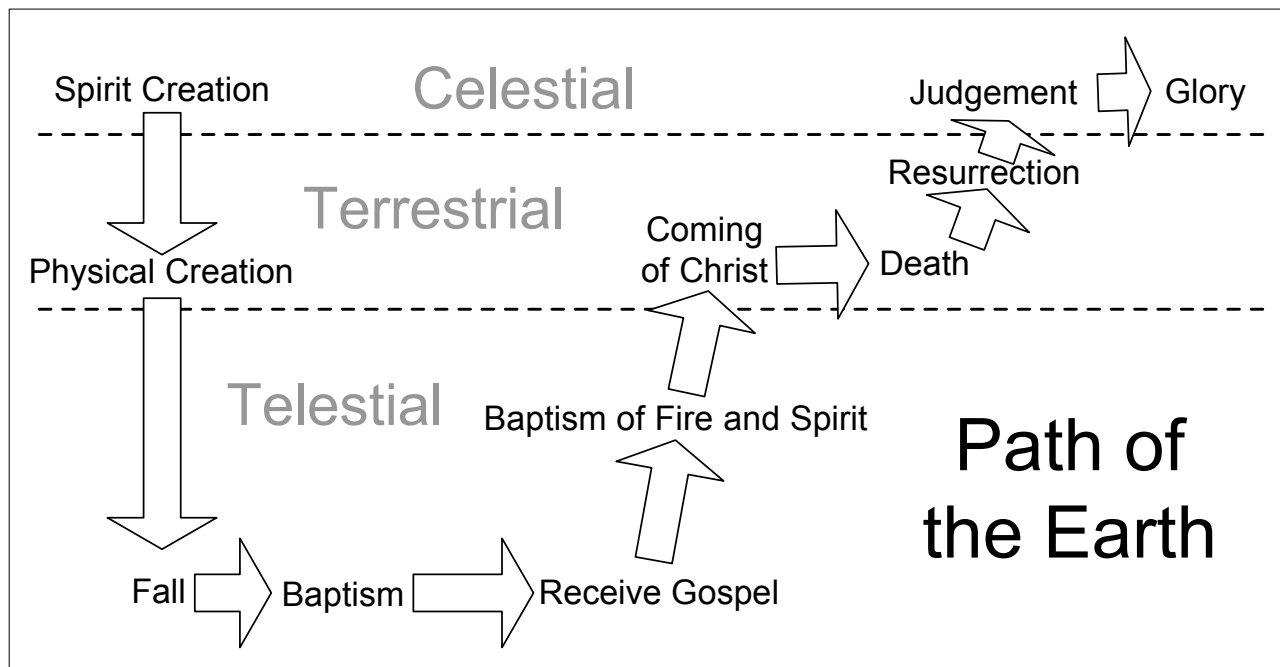 Spirit Creation
Celestial
Judgement
Glory
Resurrection
Terrestrial
Coming
of Christ
Death
Physical Creation
Telestial
Baptism of Fire and Spirit
Path of
the Earth
Fall
Baptism
Receive Gospel